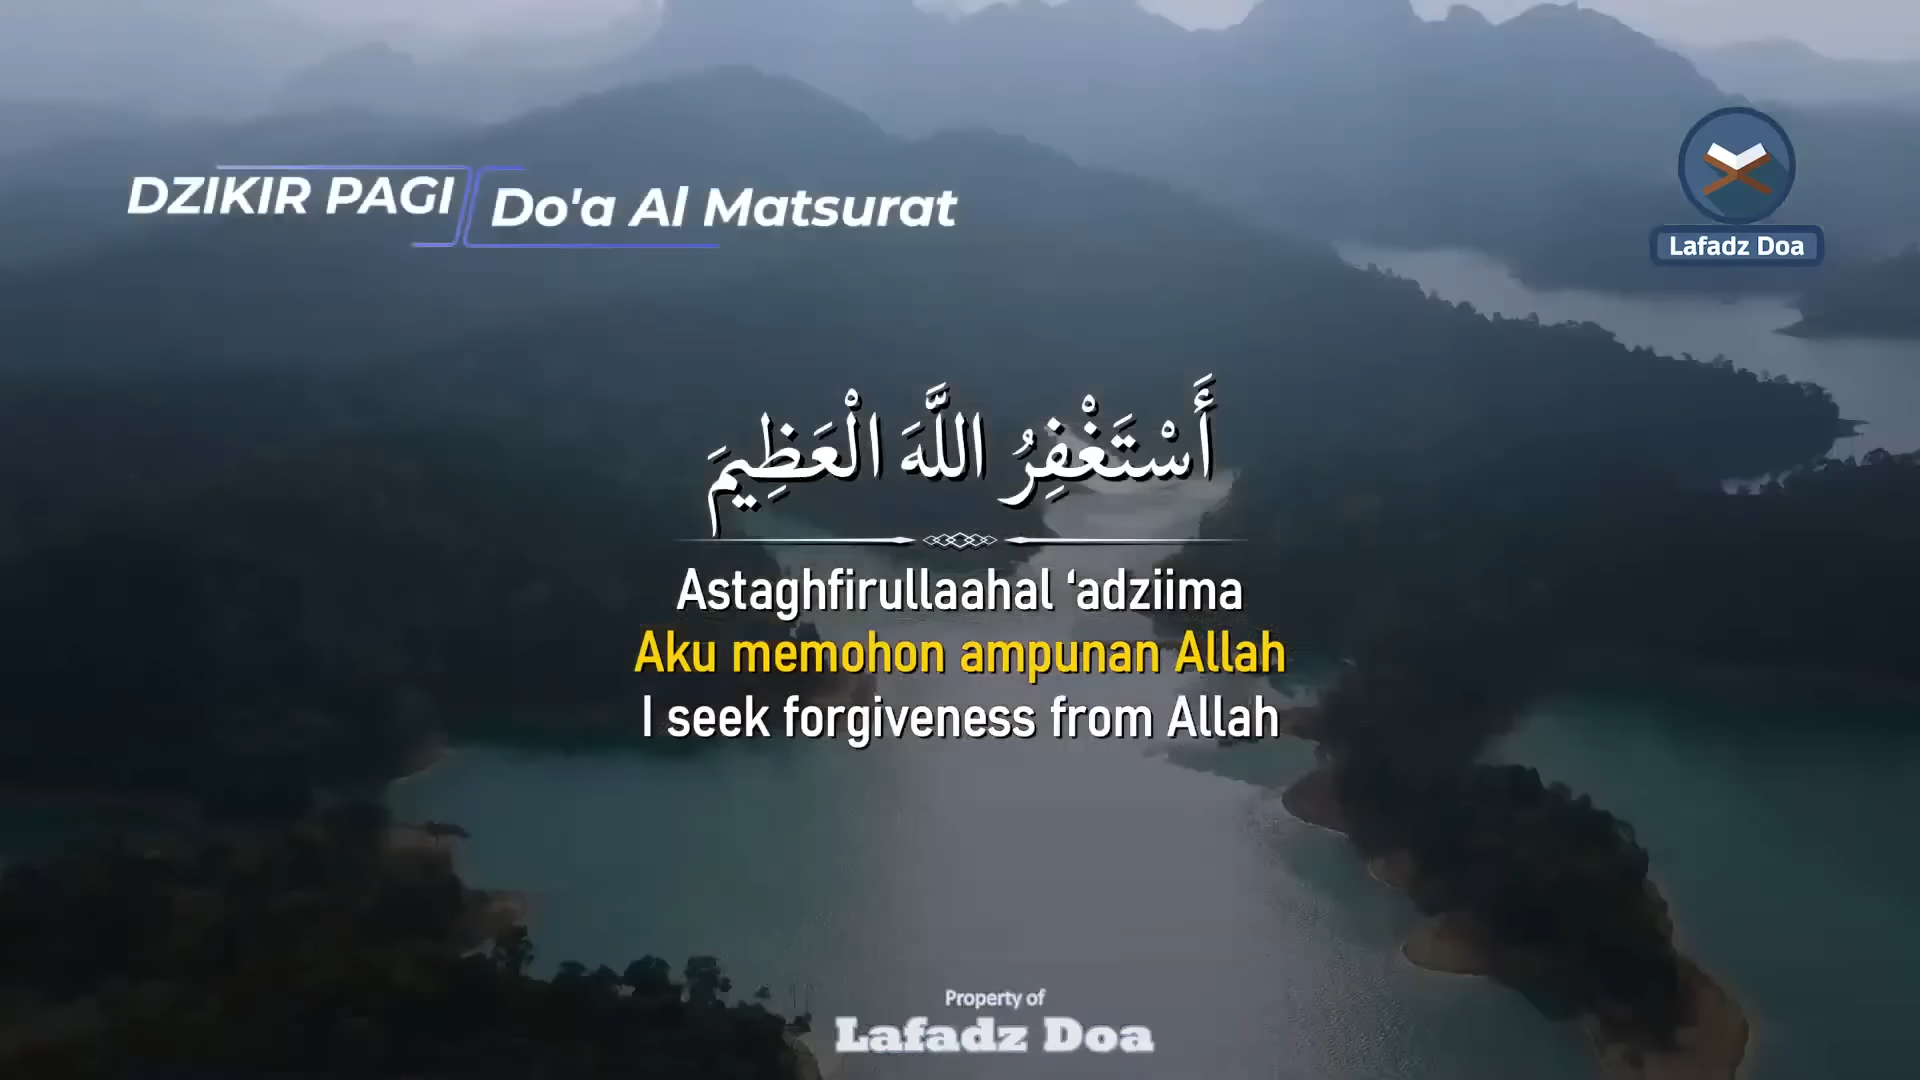 DZIKIR PAGI
Do'a Al Matsurat
Lafadz Doa
أَسْتَغْفِرُ اللَّهَ الْعَظِيمَ
Astaghfirullaahal ‘adziima
Aku memohon ampunan Allah
I seek forgiveness from Allah
Property of
Lafadz Doa